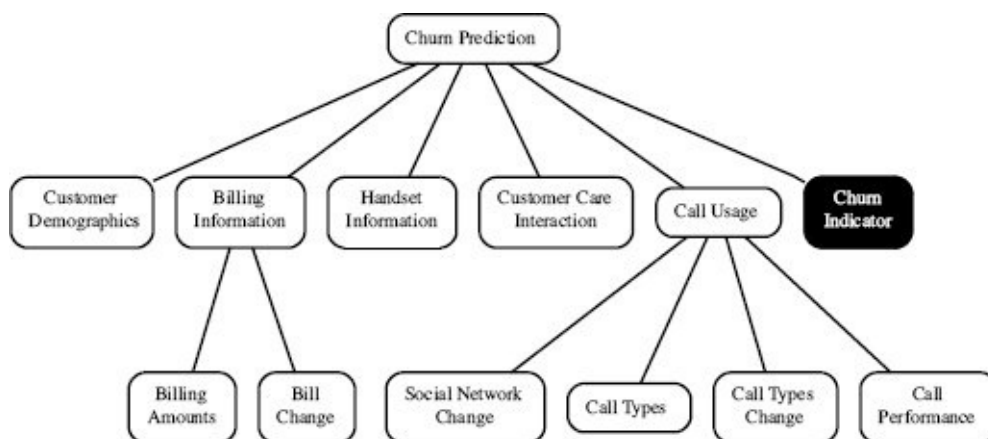 Churn Prediction
Customer
Demographics
Billing
Information
Handset
Information
Customer Care
Interaction
Call Usage
Churn
Indicator
Billing
Amounts
Bill
Change
Social Network
Change
Call Types
Call Types
Change
Call
Performance